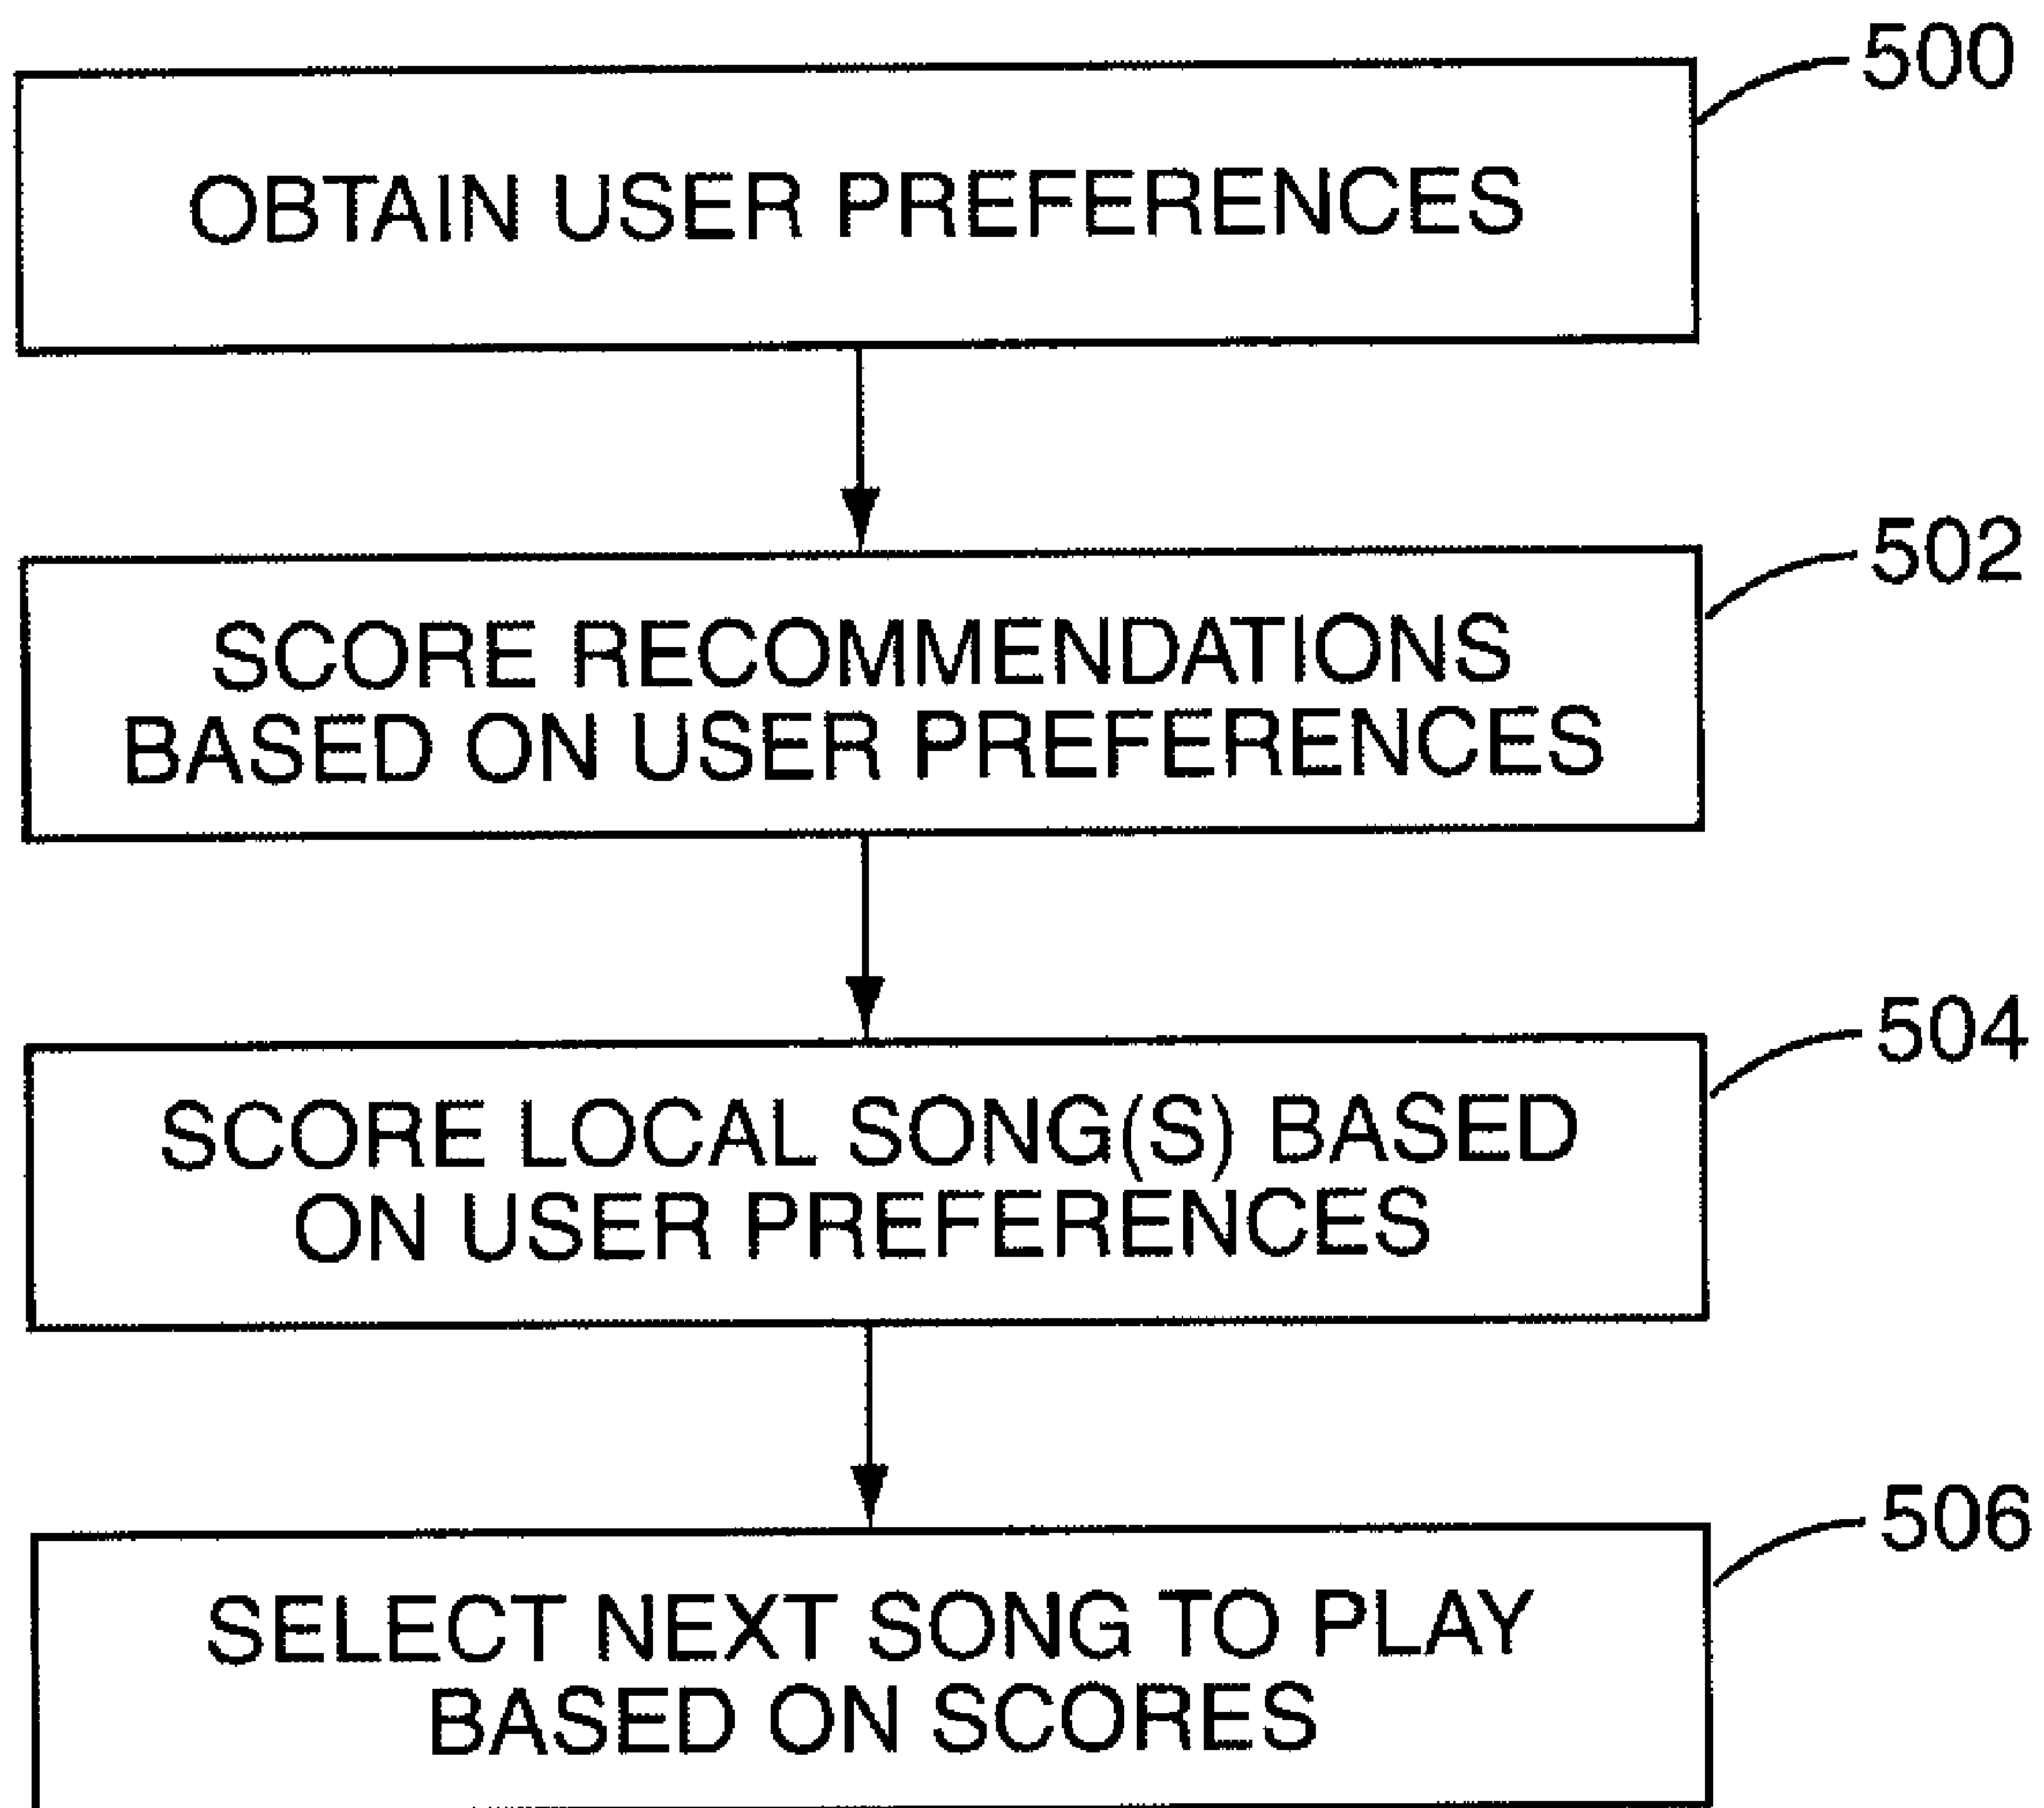 500
OBTAIN USER PREFERENCES
502
SCORE RECOMMENDATIONS
BASED ON USER PREFERENCES
504
SCORE LOCAL SONG(S) BASED
ON USER PREFERENCES
506
SELECT NEXT SONG TO PLAY
BASED ON SCORES